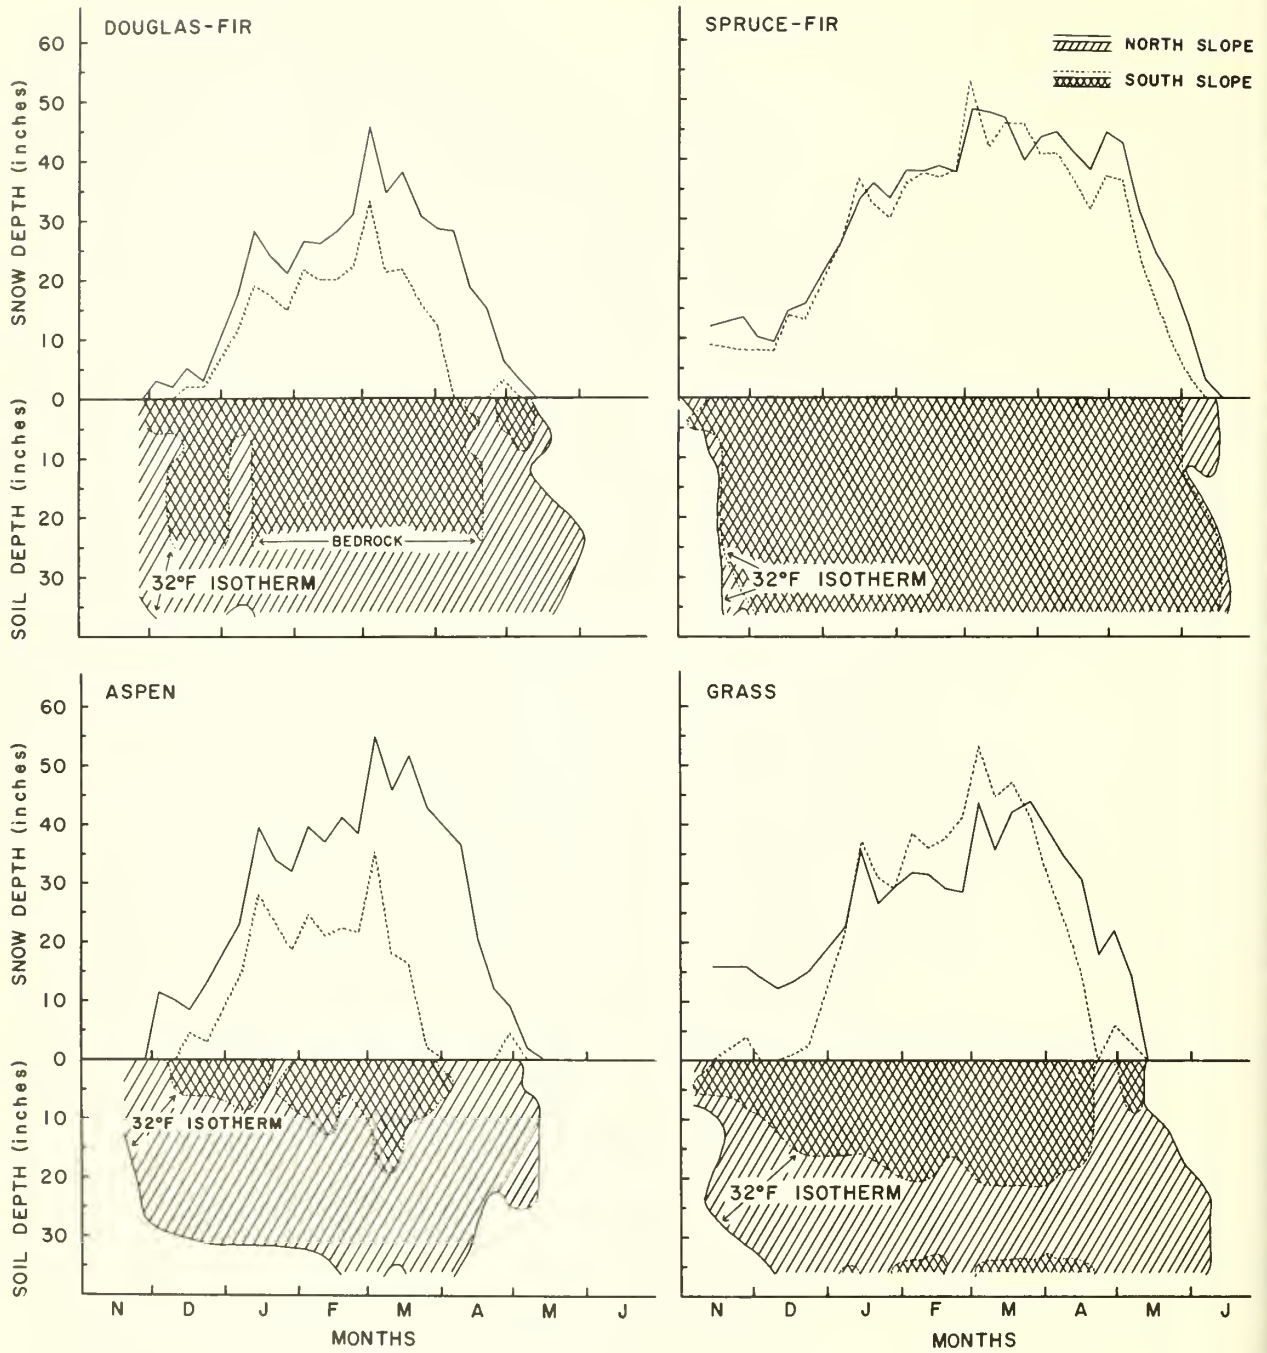 DOUGLAS-FIR
SNOW DEPTH (inches)
60
50
40
30
20
10
0
SOIL DEPTH (inches)
10
20
30
BEDROCK
32°F ISOTHERM
SPRUCE-FIR
NORTH SLOPE
SOUTH SLOPE
32°F ISOTHERM
ASPEN
SNOW DEPTH (inches)
60
50
40
30
20
10
0
SOIL DEPTH (inches)
10
20
30
32°F ISOTHERM
N D J F M A M J
MONTHS
GRASS
32°F ISOTHERM
N D J F M A M J
MONTHS